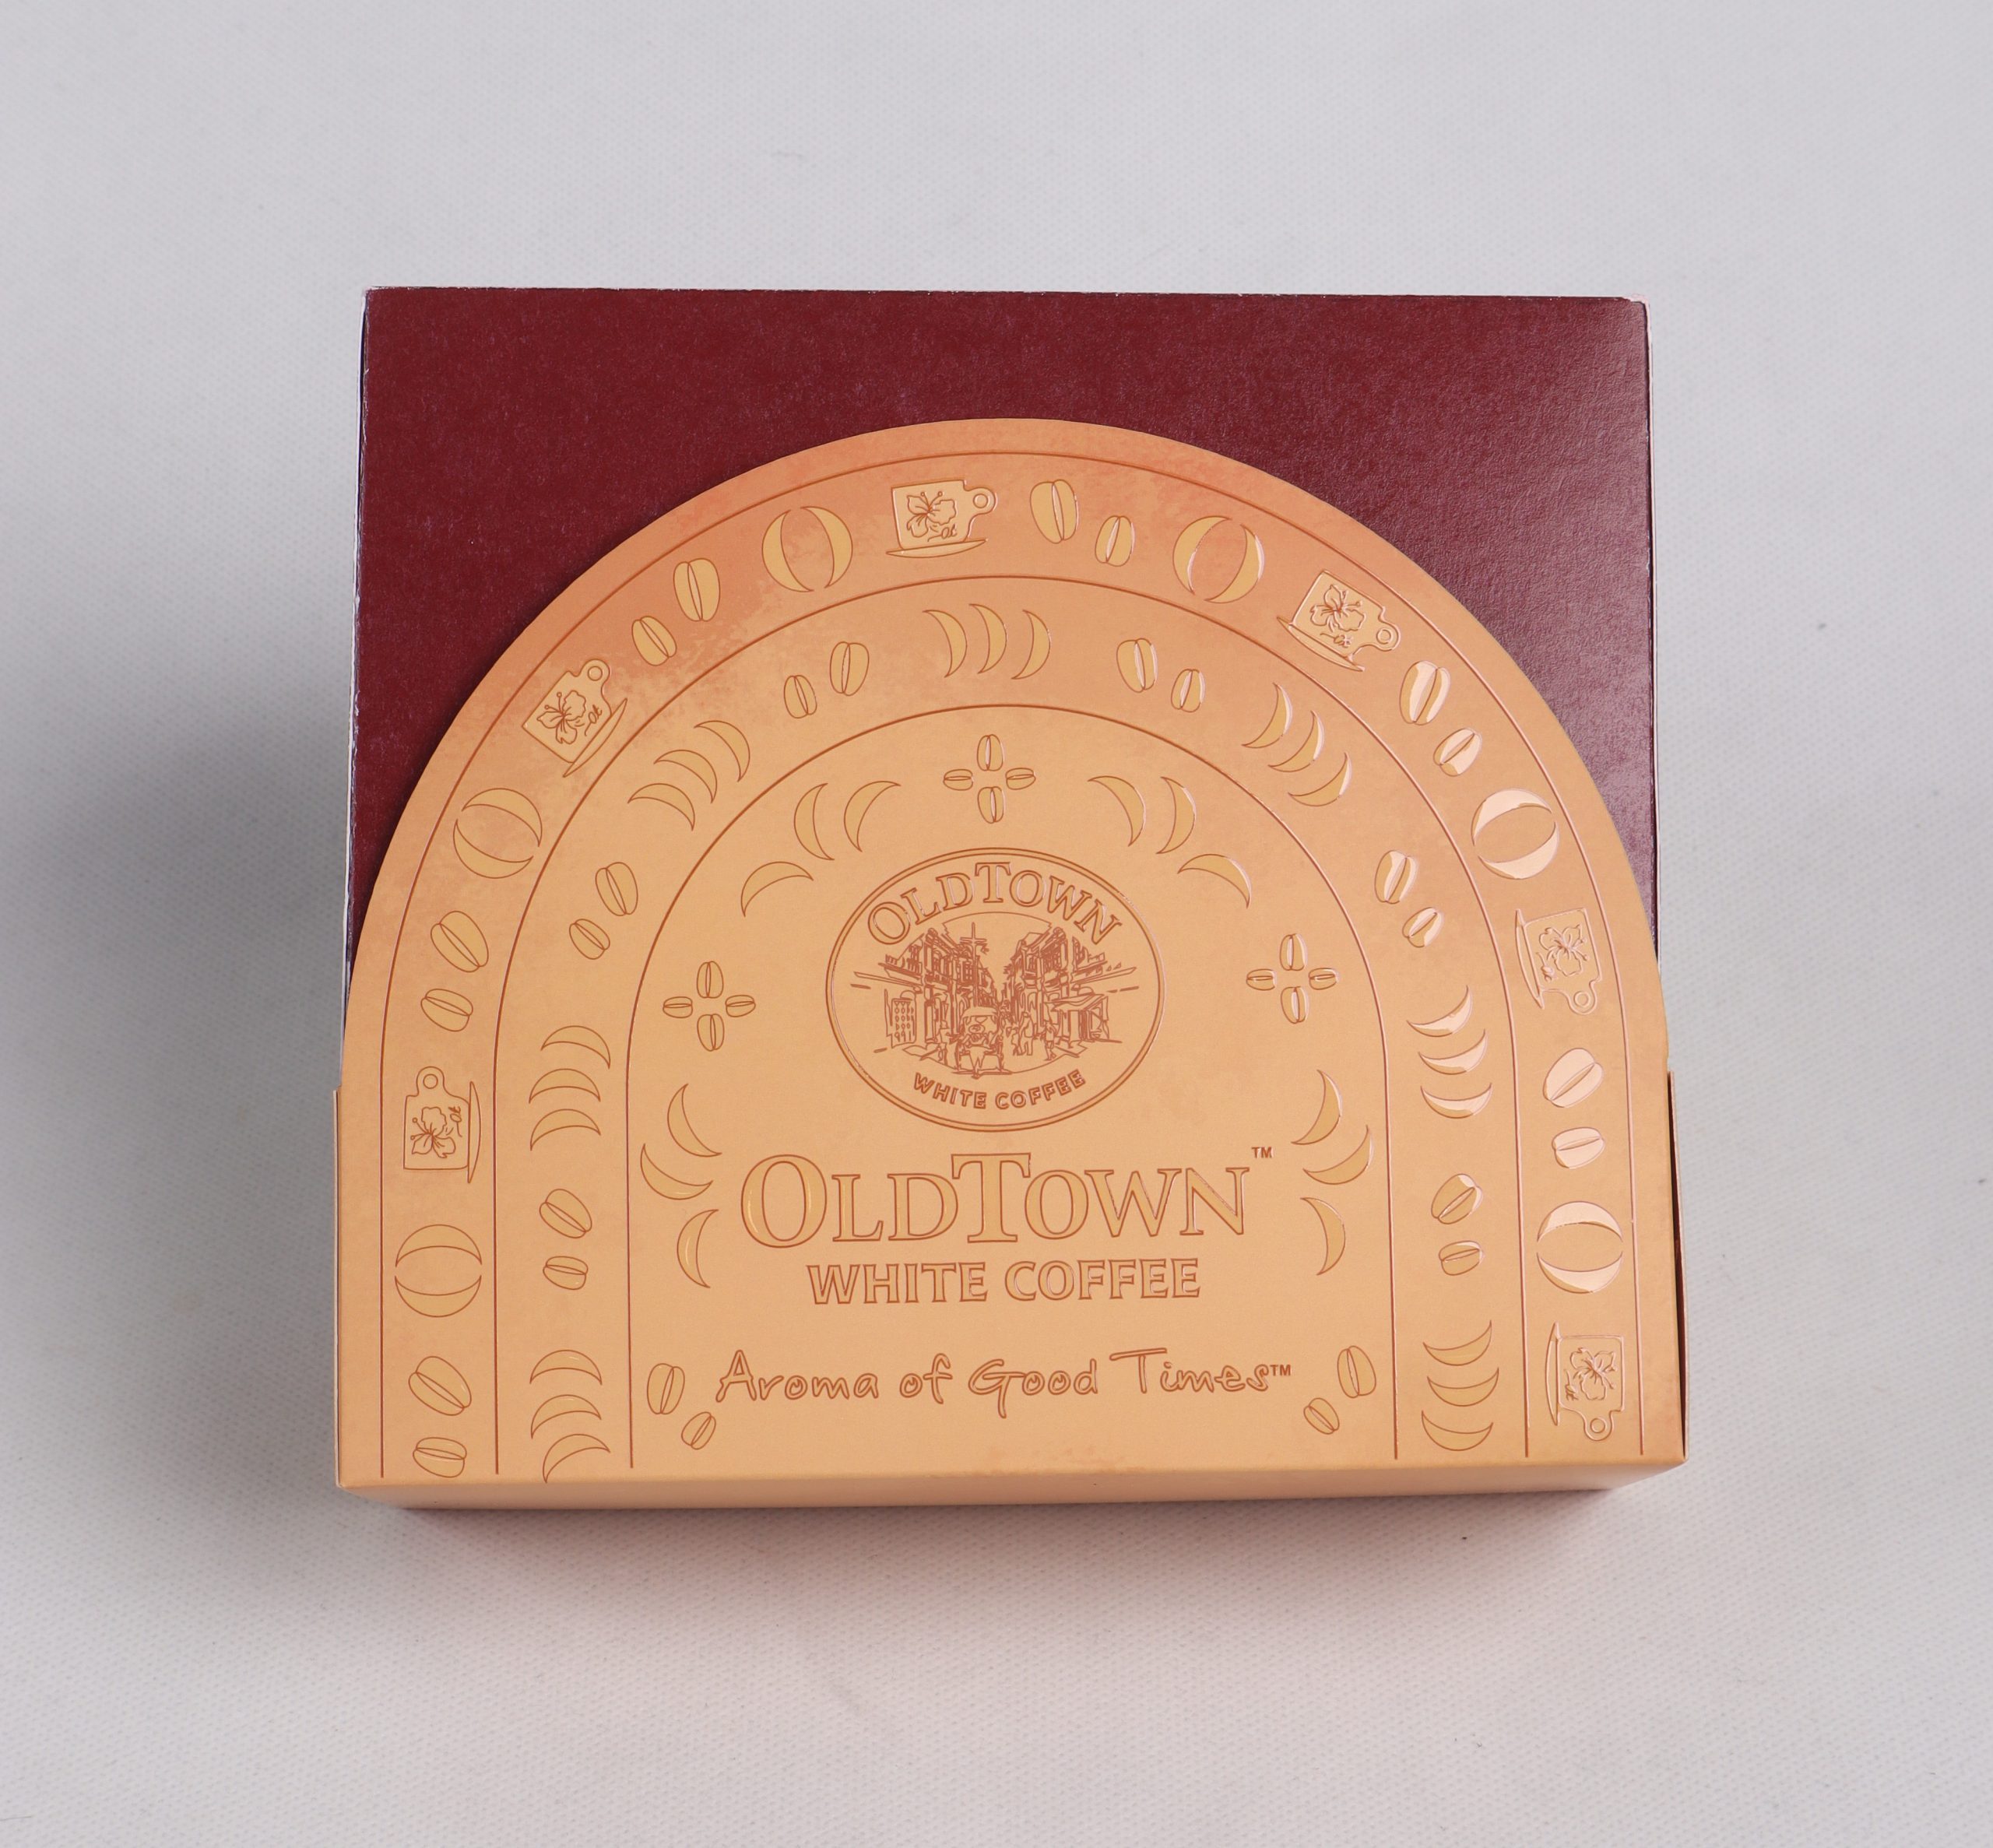 OLDTOWN
WHITE COFFEE
OLDTOWN™
WHITE COFFEE
Aroma of Good Times™